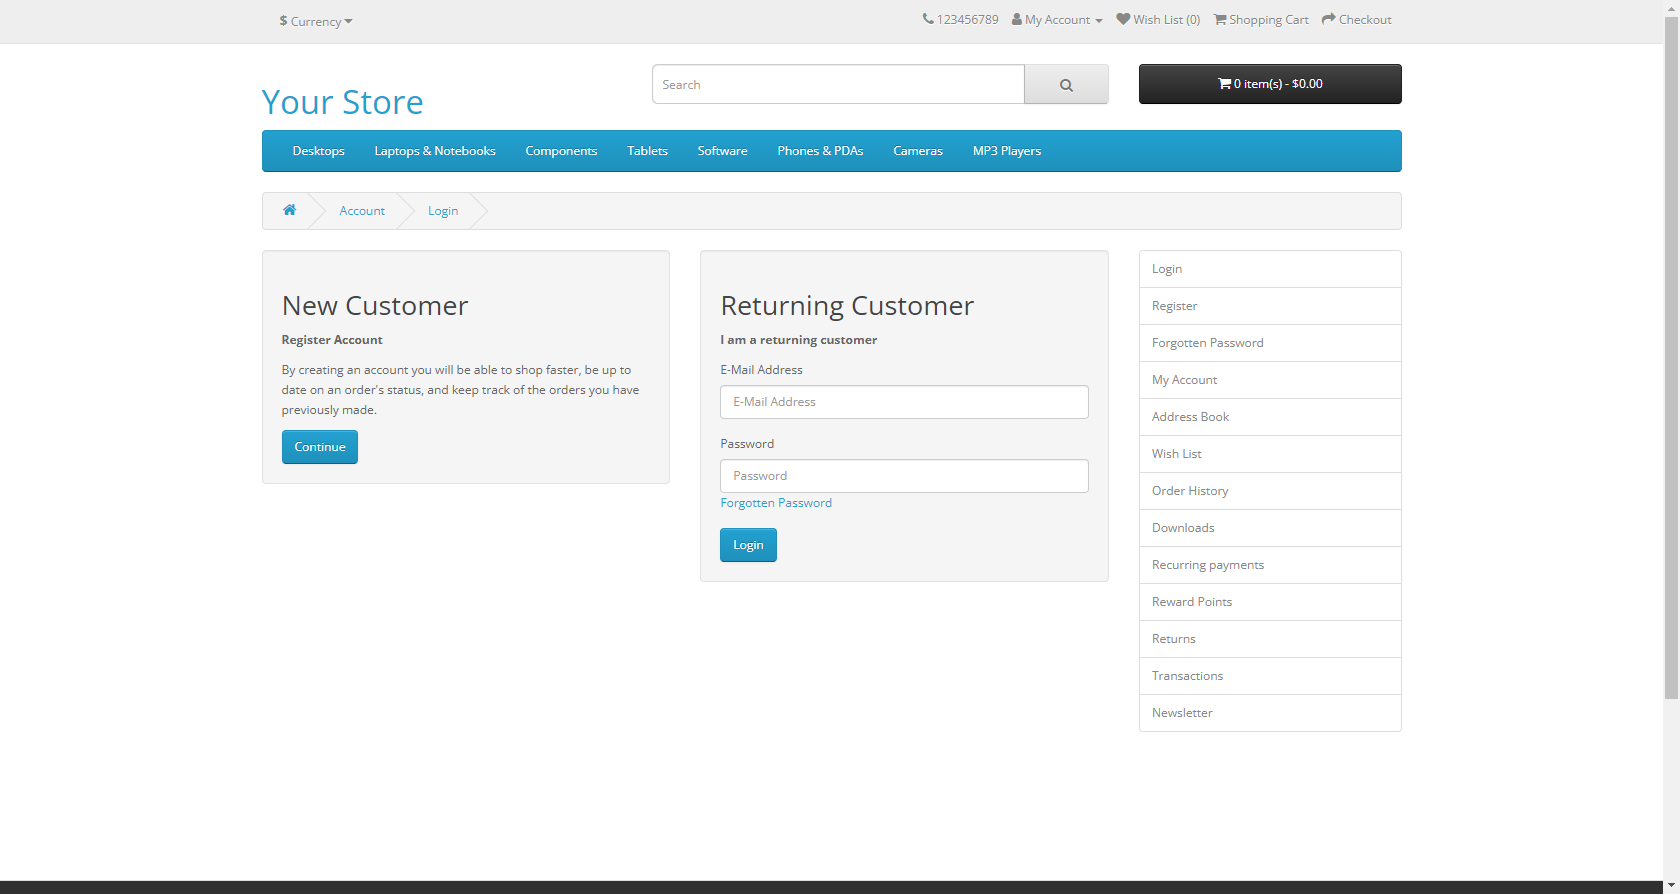 $ Currency
123456789
My Account
Wish List (0)
Shopping Cart
Checkout
Your Store
Search
0 item(s) - $0.00
Desktops
Laptops & Notebooks
Components
Tablets
Software
Phones & PDAs
Cameras
MP3 Players
Account
Login
New Customer
Register Account
By creating an account you will be able to shop faster, be up to
date on an order's status, and keep track of the orders you have
previously made.
Continue
Returning Customer
I am a returning customer
E-Mail Address
E-Mail Address
Password
Password
Forgotten Password
Login
Login
Register
Forgotten Password
My Account
Address Book
Wish List
Order History
Downloads
Recurring payments
Reward Points
Returns
Transactions
Newsletter